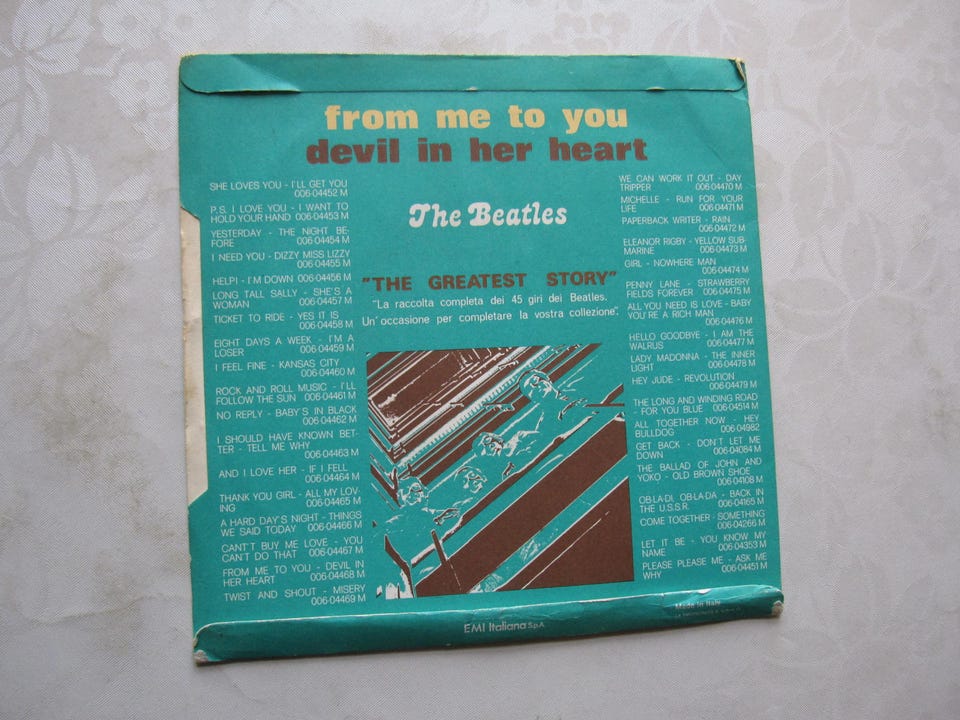 from me to you
devil in her heart
The Beatles
"THE GREATEST STORY"
"La raccolta completa dei 45 giri dei Beatles.
Un'occasione per completare la vostra collezione".
SHE LOVES YOU - I'LL GET YOU
006-04452 M
P.S. I LOVE YOU - I WANT TO
HOLD YOUR HAND 006-04453 M
YESTERDAY - THE NIGHT BE-
FORE 006-04454 M
I NEED YOU - DIZZY MISS LIZZY
006-04455 M
HELP! - I'M DOWN 006-04456 M
LONG TALL SALLY - SHE'S A
WOMAN 006-04457 M
TICKET TO RIDE - YES IT IS
006-04458 M
EIGHT DAYS A WEEK - I'M A
LOSER 006-04459 M
I FEEL FINE - KANSAS CITY
006-04460 M
ROCK AND ROLL MUSIC - I'LL
FOLLOW THE SUN 006-04461 M
NO REPLY - BABY'S IN BLACK
006-04462 M
I SHOULD HAVE KNOWN BET-
TER - TELL ME WHY
006-04463 M
AND I LOVE HER - IF I FELL
006-04464 M
THANK YOU GIRL - ALL MY LOV-
ING 006-04465 M
A HARD DAY'S NIGHT - THINGS
WE SAID TODAY 006-04466 M
CAN'T BUY ME LOVE - YOU
CAN'T DO THAT 006-04467 M
FROM ME TO YOU - DEVIL IN
HER HEART 006-04468 M
TWIST AND SHOUT - MISERY
006-04469 M
WE CAN WORK IT OUT - DAY
TRIPPER 006-04470 M
MICHELLE - RUN FOR YOUR
LIFE 006-04471 M
PAPERBACK WRITER - RAIN
006-04472 M
ELEANOR RIGBY - YELLOW SUB-
MARINE 006-04473 M
GIRL - NOWHERE MAN
006-04474 M
PENNY LANE - STRAWBERRY
FIELDS FOREVER 006-04475 M
ALL YOU NEED IS LOVE - BABY
YOU'RE A RICH MAN
006-04476 M
HELLO GOODBYE - I AM THE
WALRUS 006-04477 M
LADY MADONNA - THE INNER
LIGHT 006-04478 M
HEY JUDE - REVOLUTION
006-04479 M
THE LONG AND WINDING ROAD
- FOR YOU BLUE 006-04514 M
ALL TOGETHER NOW - HEY
BULLDOG 006-04982
GET BACK - DON'T LET ME
DOWN 006-04084 M
THE BALLAD OF JOHN AND
YOKO - OLD BROWN SHOE
006-04108 M
OB-LA-DI, OB-LA-DA - BACK IN
THE U.S.S.R. 006-04165 M
COME TOGETHER - SOMETHING
006-04266 M
LET IT BE - YOU KNOW MY
NAME 006-04353 M
PLEASE PLEASE ME - ASK ME
WHY 006-04451 M
EMI Italiana S.p.A.
Made in Italy